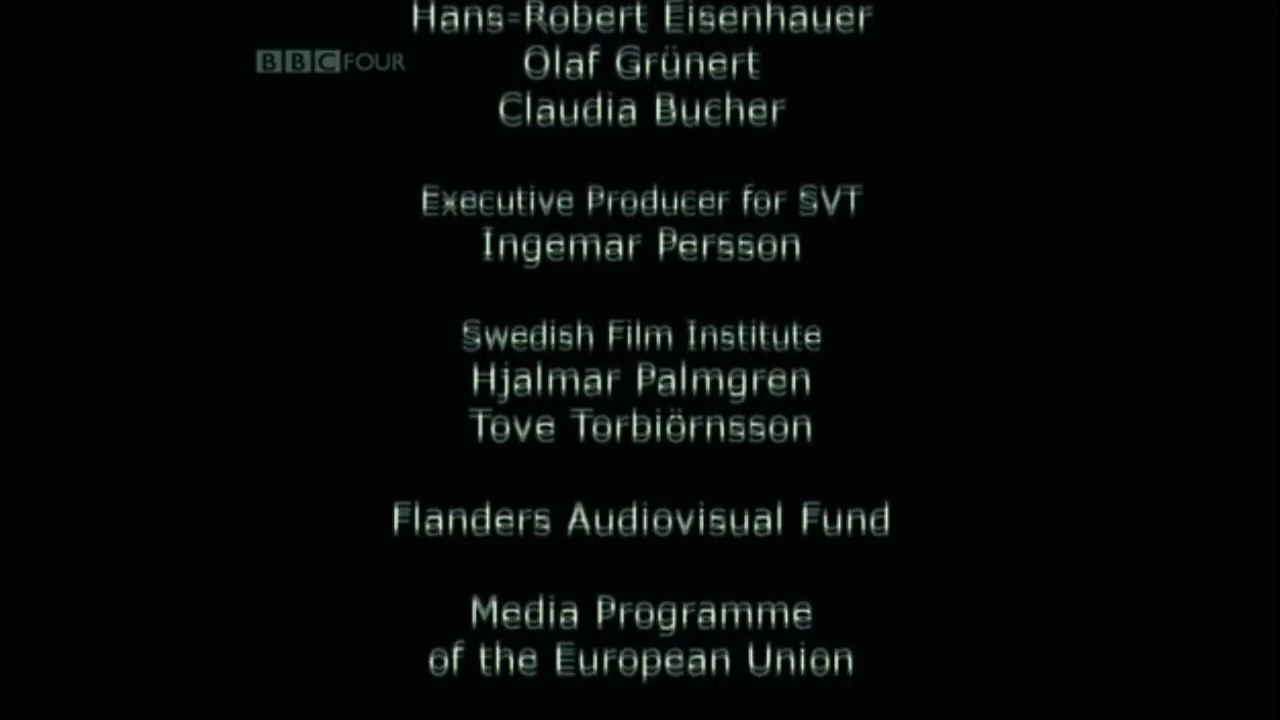 Hans-Robert Eisenhauer
BBC FOUR
Olaf Grünert
Claudia Bucher
Executive Producer for SVT
Ingemar Persson
Swedish Film Institute
Hjalmar Palmgren
Tove Torbiörnsson
Flanders Audiovisual Fund
Media Programme
of the European Union